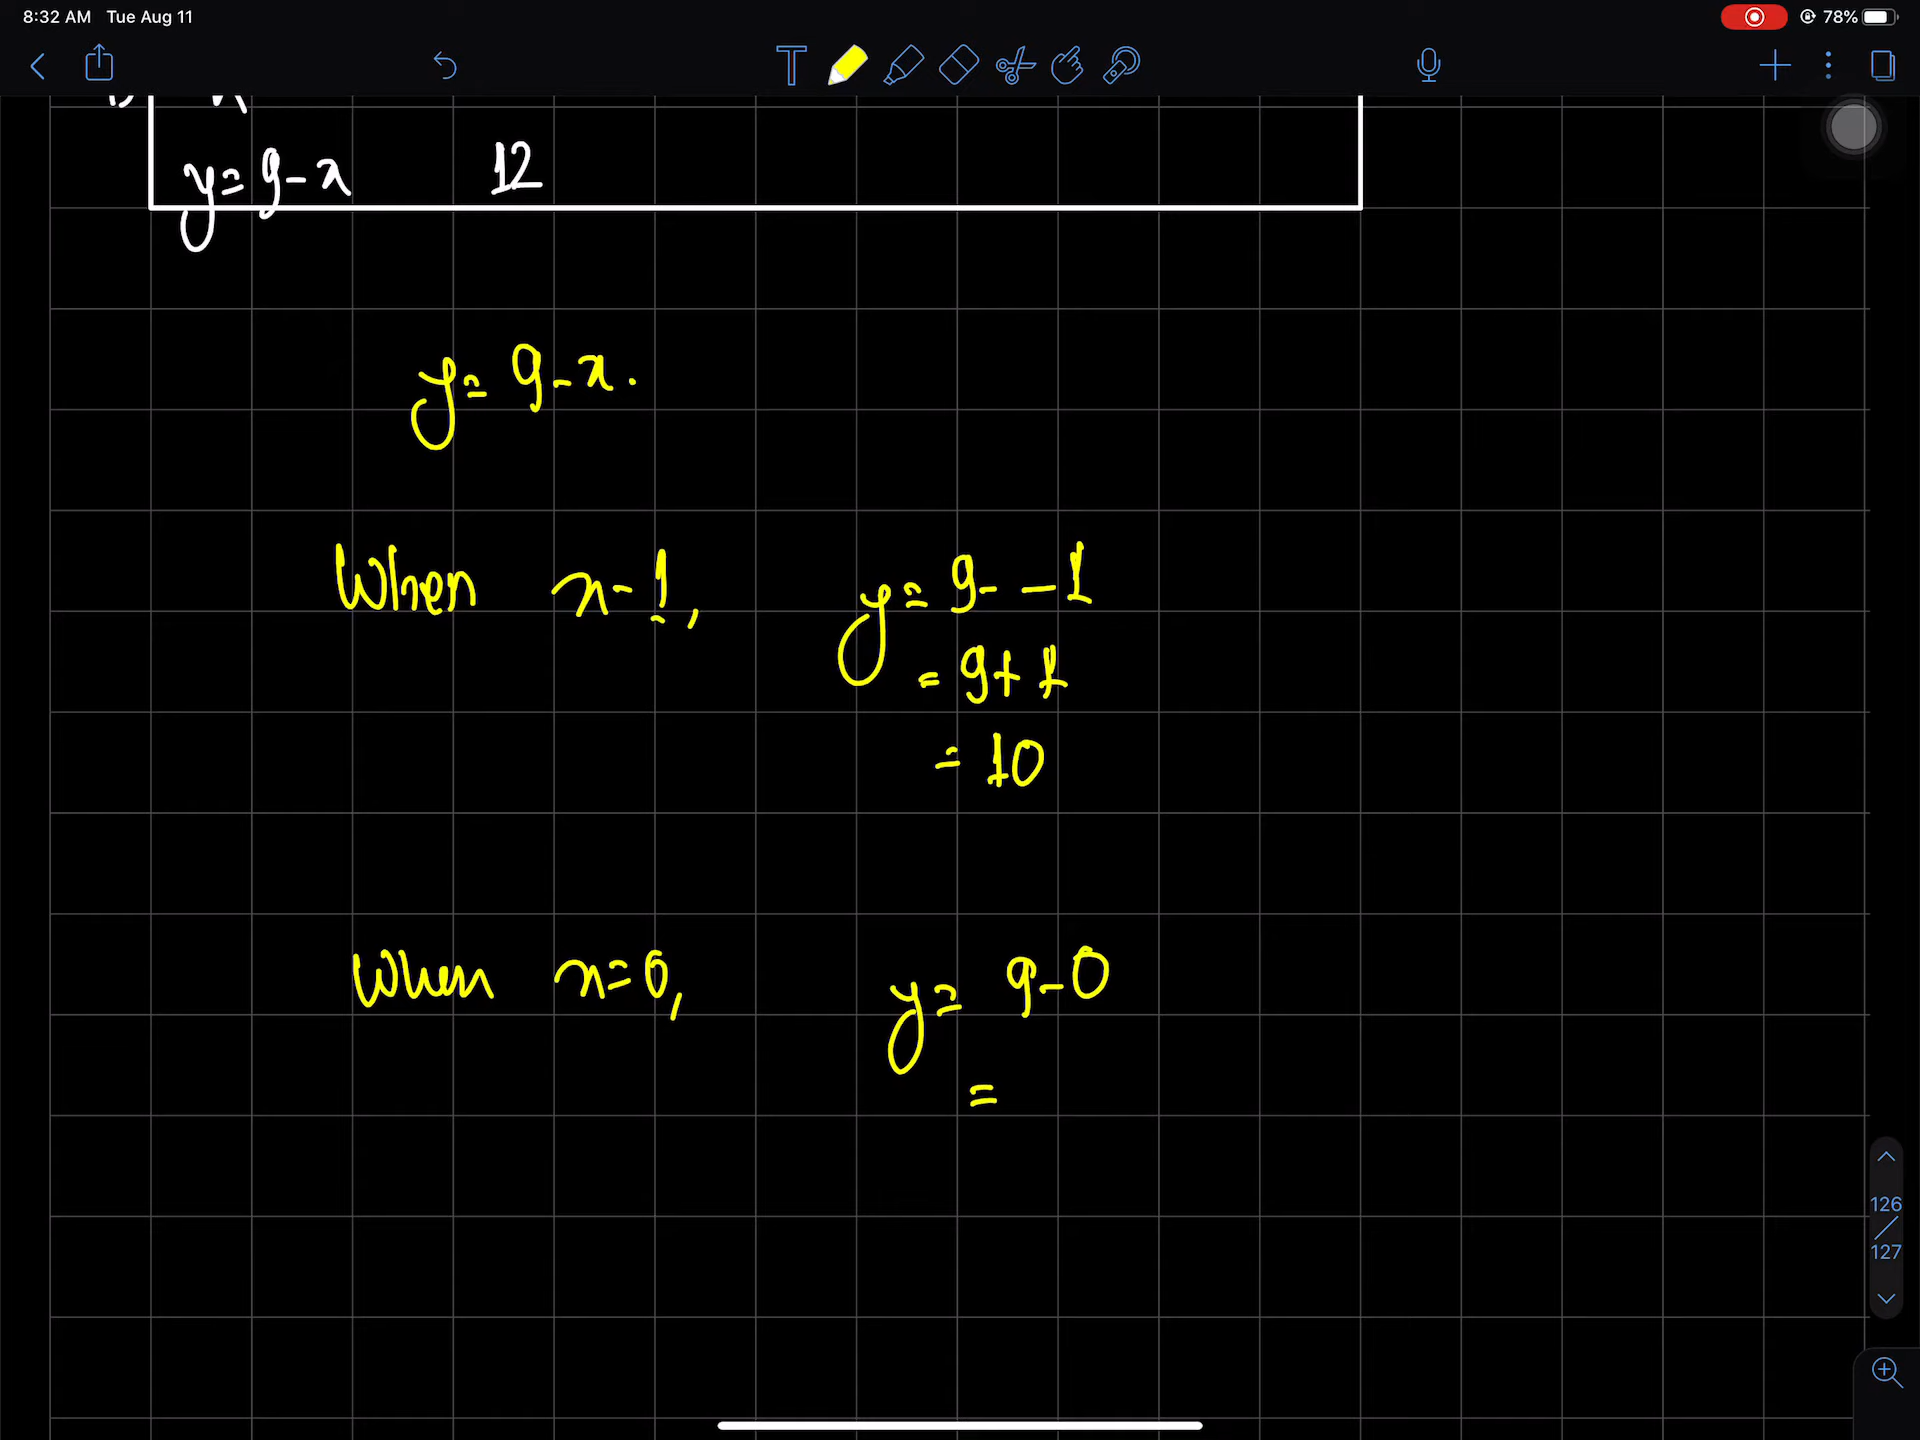 8:32 AM Tue Aug 11
78%
y = 9 - x 12
y = 9 - x.
When x - 1, y = 9 - - 1
= 9 + 1
= 10
When x = 0, y = 9 - 0
=
126
127